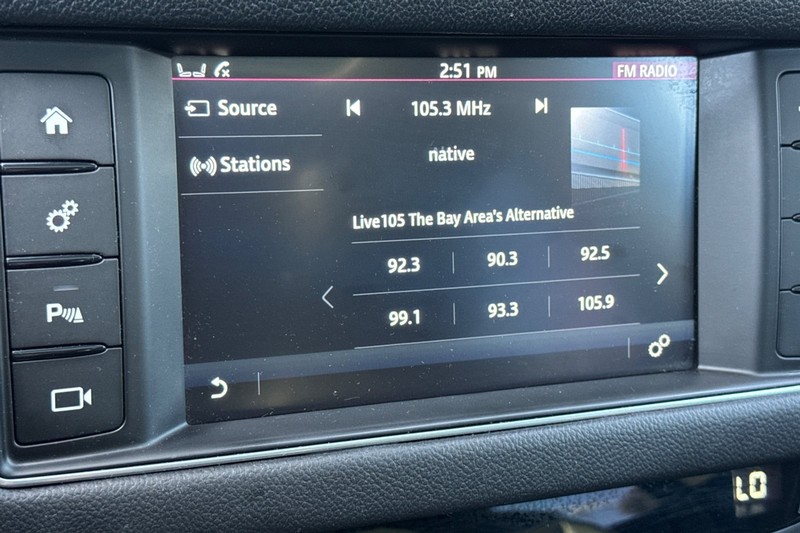 2:51 PM
FM RADIO
Source
105.3 MHz
Stations
native
Live105 The Bay Area's Alternative
92.3
90.3
92.5
99.1
93.3
105.9
P
LO